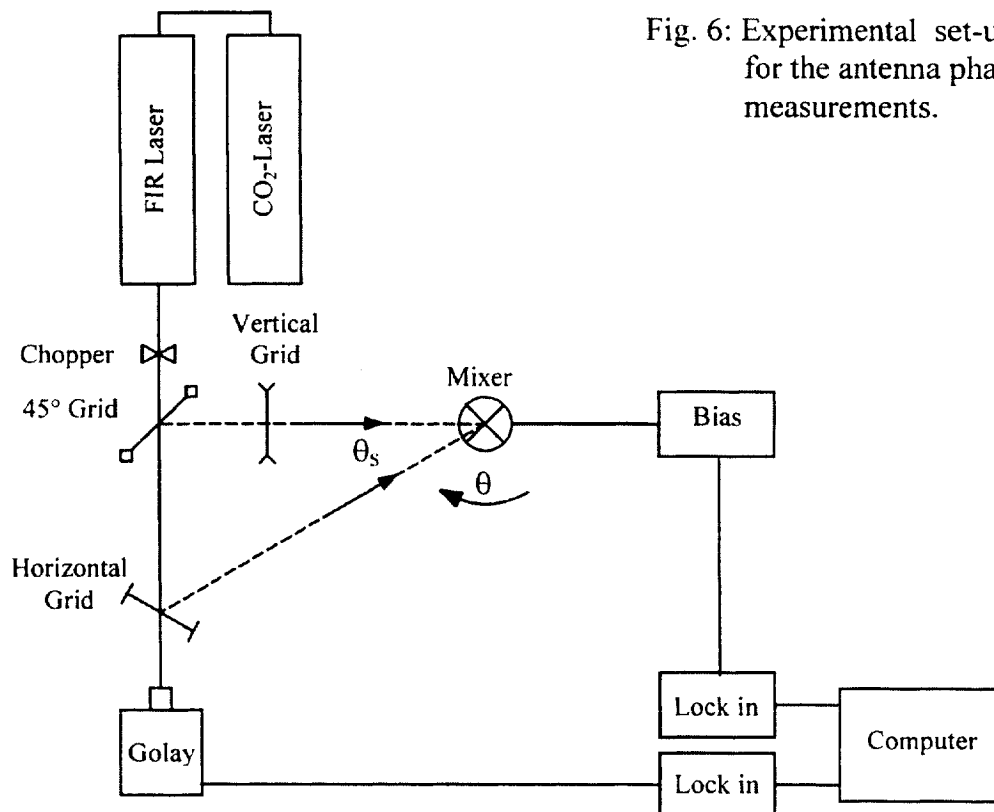 Fig. 6: Experimental set-u
for the antenna pha
measurements.
FIR Laser
CO₂-Laser
Chopper
45° Grid
Vertical
Grid
Mixer
Bias
θs
θ
Horizontal
Grid
Golay
Lock in
Lock in
Computer